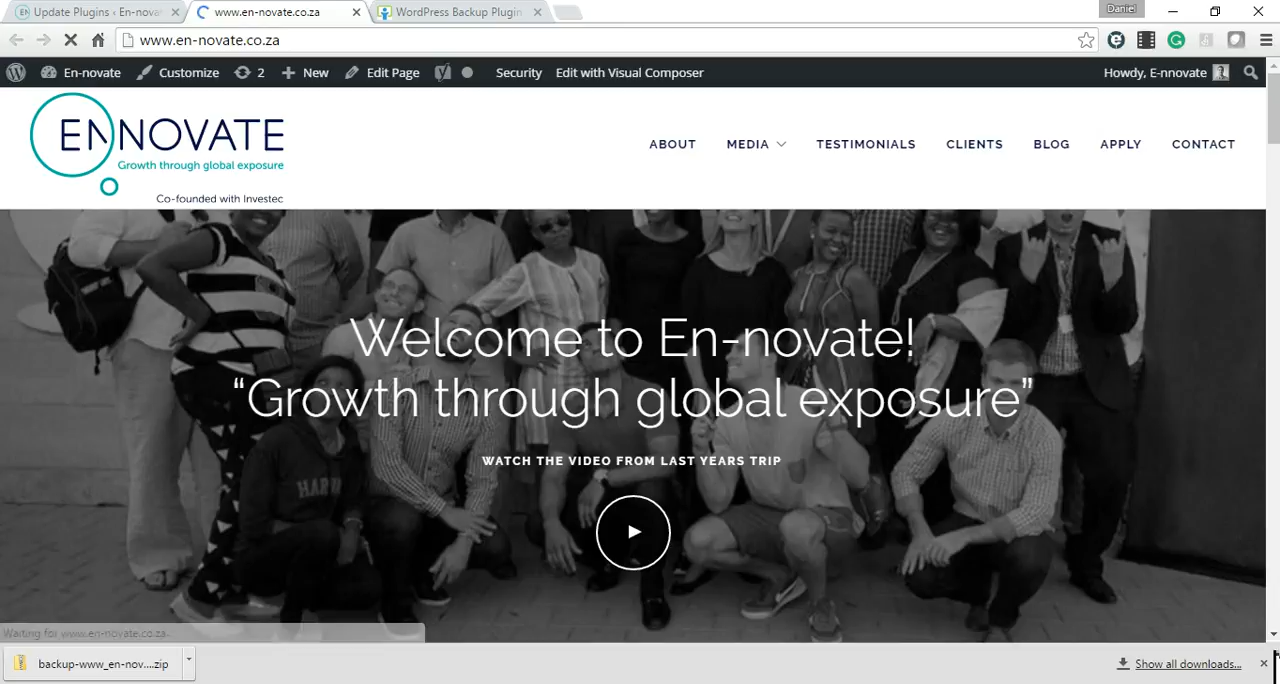 Update Plugins ‹ En-nova
www.en-novate.co.za
WordPress Backup Plugin
Daniel
www.en-novate.co.za
En-novate
Customize
2
New
Edit Page
Security
Edit with Visual Composer
Howdy, E-nnovate
ENNOVATE
Growth through global exposure
Co-founded with Investec
ABOUT
MEDIA
TESTIMONIALS
CLIENTS
BLOG
APPLY
CONTACT
Welcome to En-novate!
“Growth through global exposure”
WATCH THE VIDEO FROM LAST YEARS TRIP
Waiting for www.en-novate.co.za...
backup-www_en-nov....zip
Show all downloads...